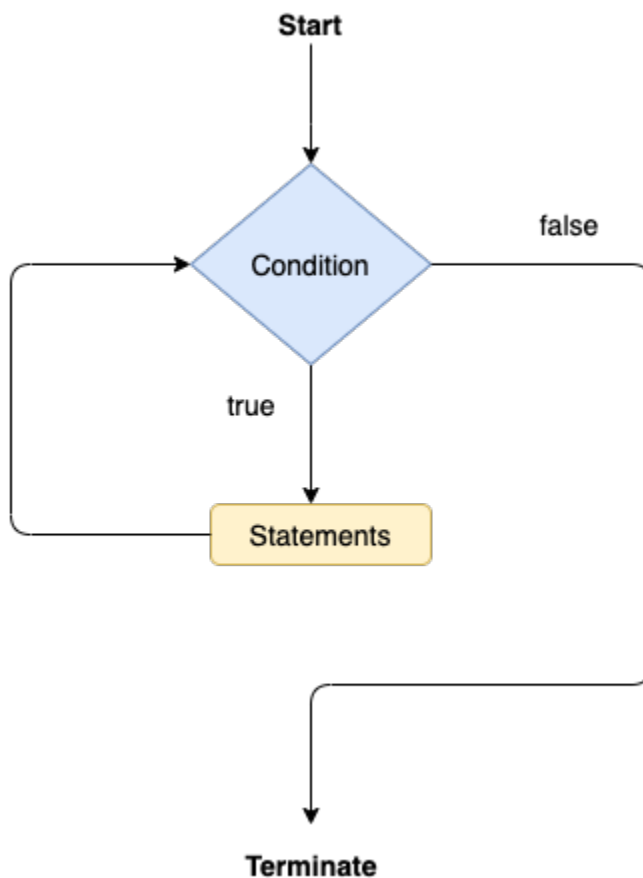 Start
false
Condition
true
Statements
Terminate